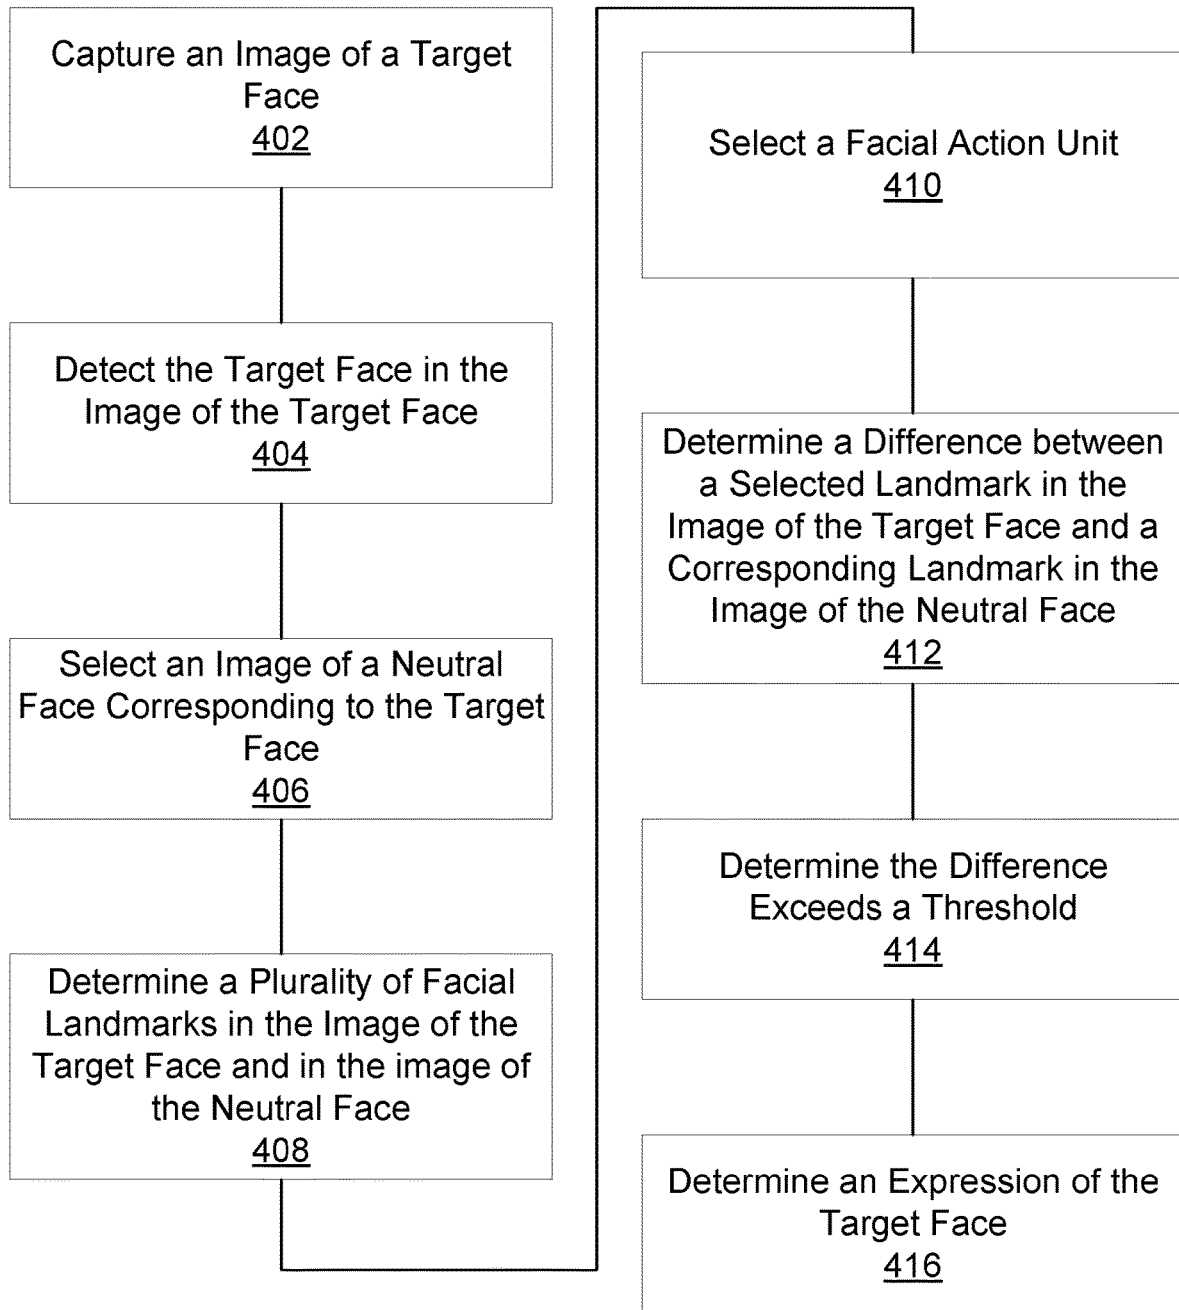 Capture an Image of a Target
Face
402
Detect the Target Face in the
Image of the Target Face
404
Select an Image of a Neutral
Face Corresponding to the Target
Face
406
Determine a Plurality of Facial
Landmarks in the Image of the
Target Face and in the image of
the Neutral Face
408
Select a Facial Action Unit
410
Determine a Difference between
a Selected Landmark in the
Image of the Target Face and a
Corresponding Landmark in the
Image of the Neutral Face
412
Determine the Difference
Exceeds a Threshold
414
Determine an Expression of the
Target Face
416